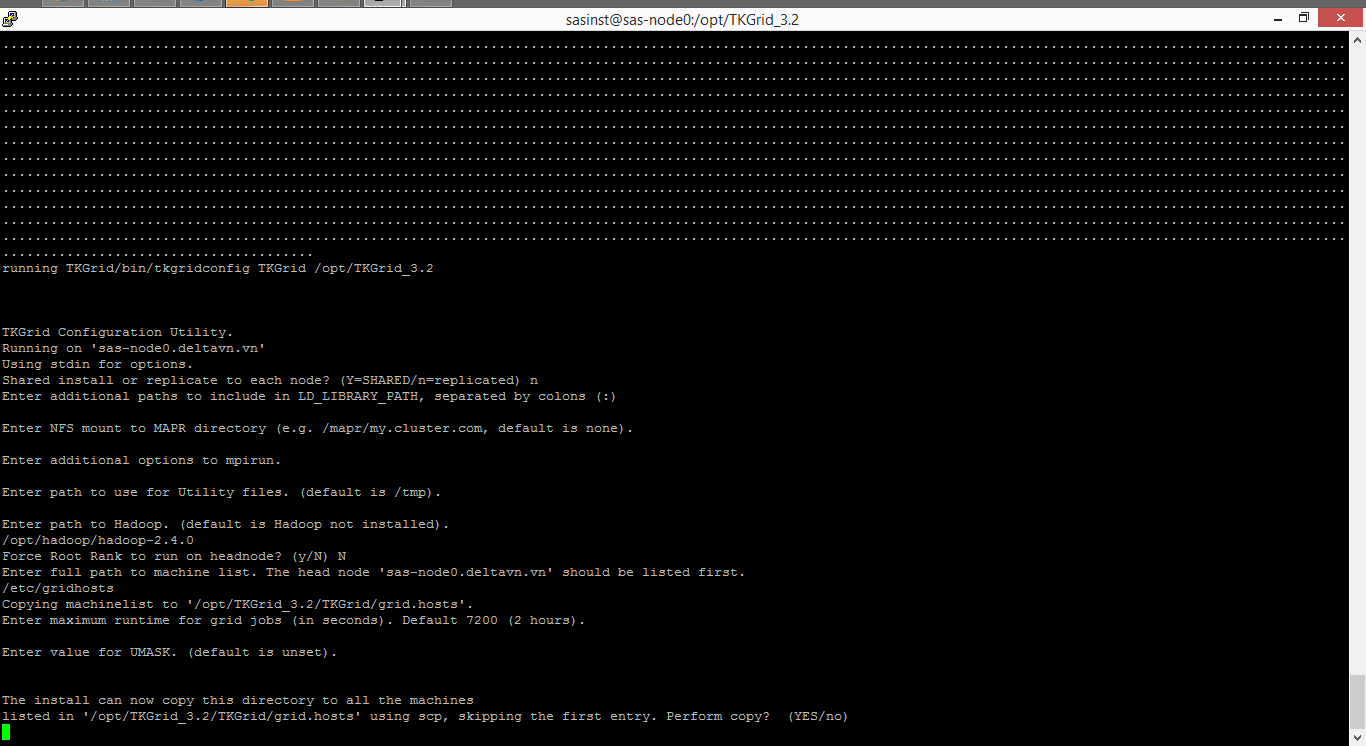 sasinst@sas-node0:/opt/TKGrid_3.2
running TKGrid/bin/tkgridconfig TKGrid /opt/TKGrid_3.2
TKGrid Configuration Utility.
Running on 'sas-node0.deltavn.vn'
Using stdin for options.
Shared install or replicate to each node? (Y=SHARED/n=replicated) n
Enter additional paths to include in LD_LIBRARY_PATH, separated by colons (:)
Enter NFS mount to MAPR directory (e.g. /mapr/my.cluster.com, default is none).
Enter additional options to mpirun.
Enter path to use for Utility files. (default is /tmp).
Enter path to Hadoop. (default is Hadoop not installed).
/opt/hadoop/hadoop-2.4.0
Force Root Rank to run on headnode? (y/N) N
Enter full path to machine list. The head node 'sas-node0.deltavn.vn' should be listed first.
/etc/gridhosts
Copying machinelist to '/opt/TKGrid_3.2/TKGrid/grid.hosts'.
Enter maximum runtime for grid jobs (in seconds). Default 7200 (2 hours).
Enter value for UMASK. (default is unset).
The install can now copy this directory to all the machines
listed in '/opt/TKGrid_3.2/TKGrid/grid.hosts' using scp, skipping the first entry. Perform copy?  (YES/no)